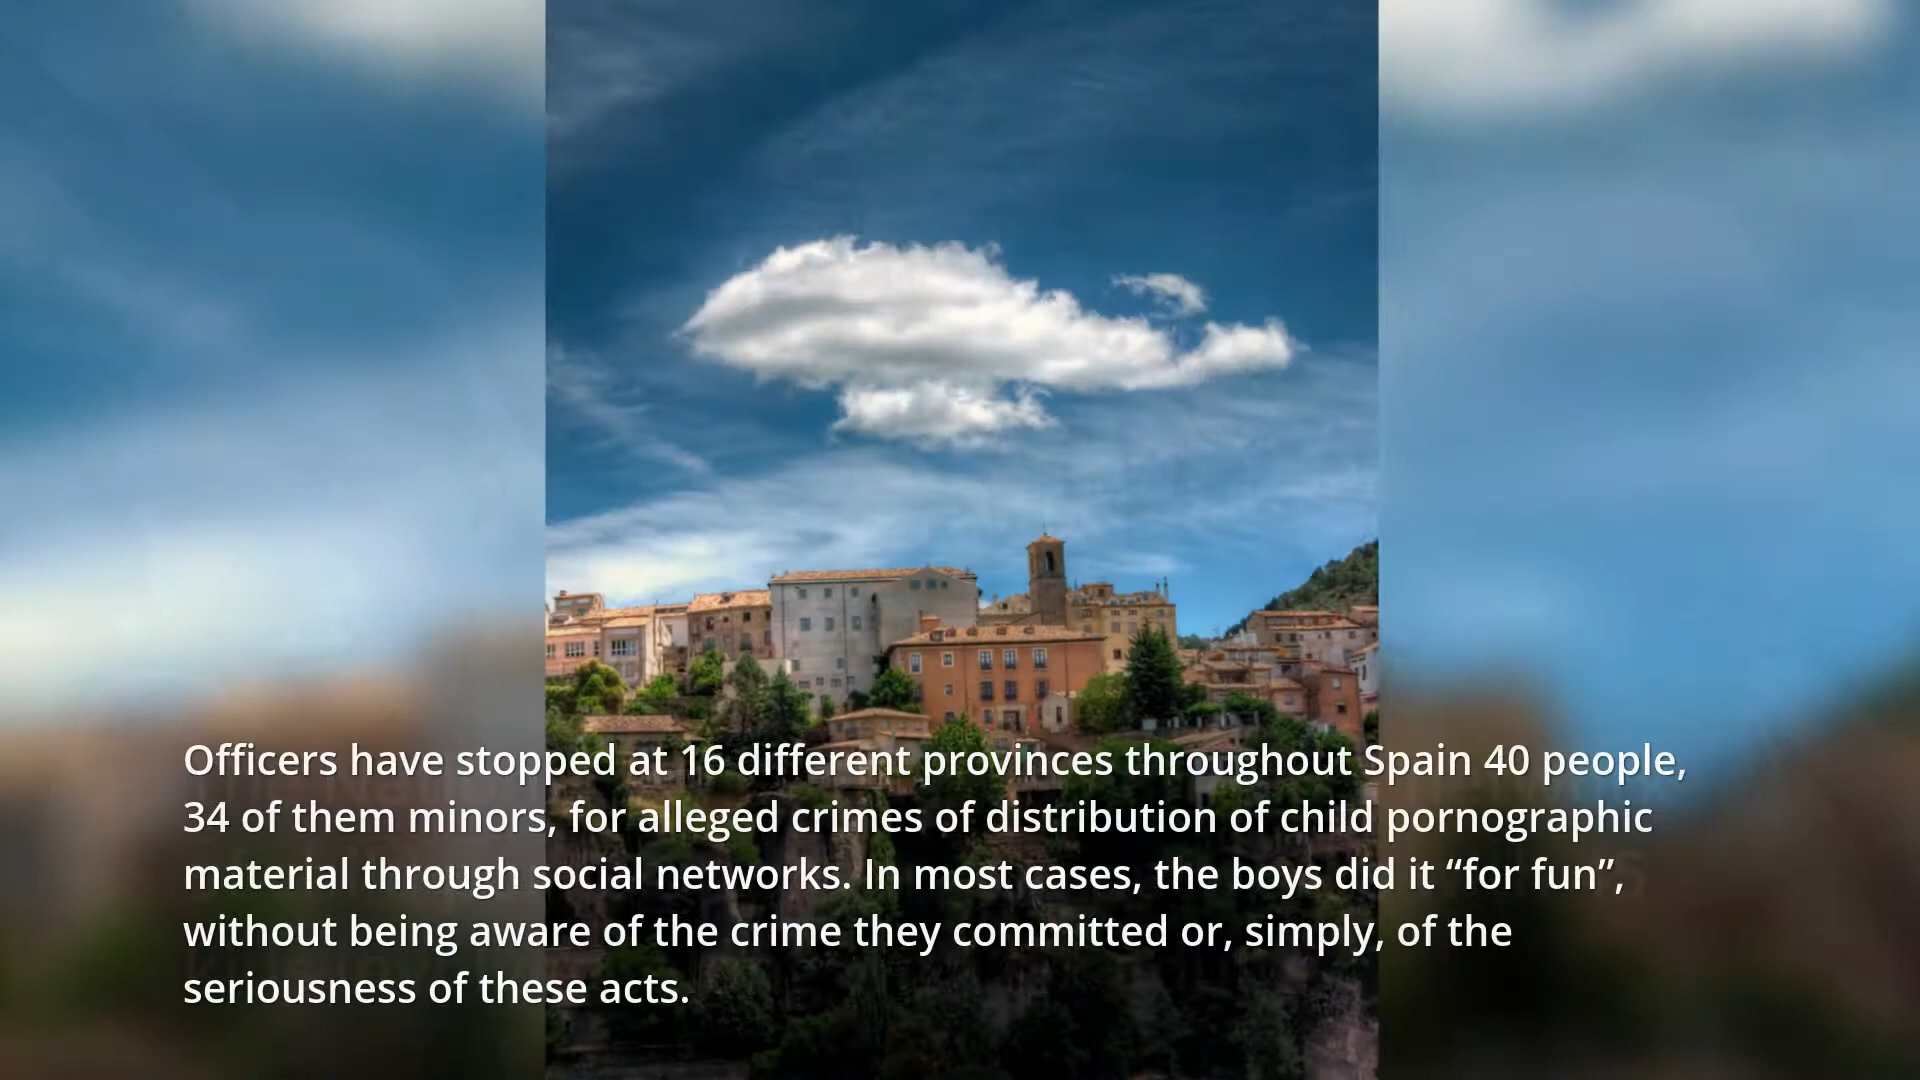 Officers have stopped at 16 different provinces throughout Spain 40 people,
34 of them minors, for alleged crimes of distribution of child pornographic
material through social networks. In most cases, the boys did it “for fun”,
without being aware of the crime they committed or, simply, of the
seriousness of these acts.